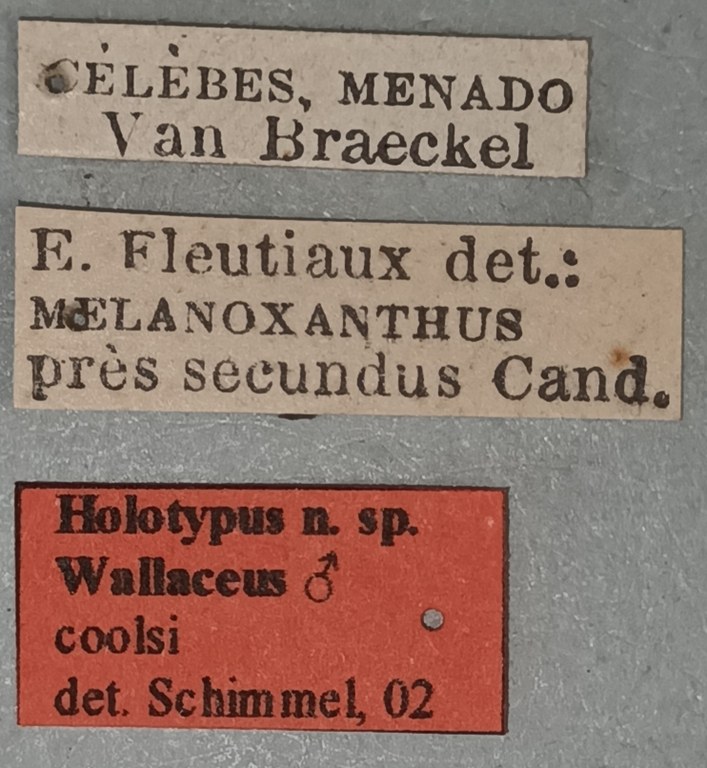 CÉLÈBES, MENADO
Van Braeckel
E. Fleutiaux det.:
MELANOXANTHUS
près secundus Cand.
Holotypus n. sp.
Wallaceus ♂
coolsi
det. Schimmel, 02